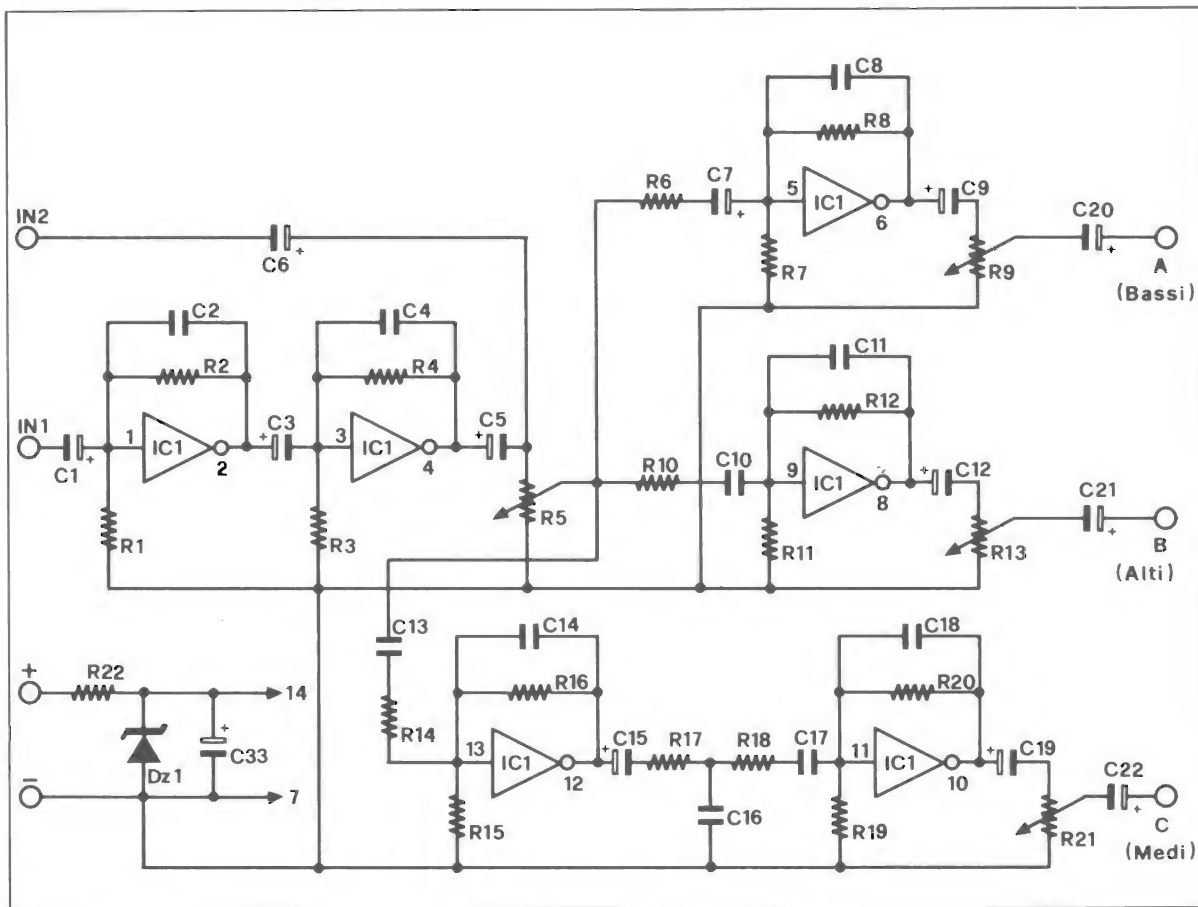 C8
R8
C7
R6
5
IC1
6
+
+
C9
C20
+
A
(Bassi)
R7
R9
IN2
C6
+
C2
R2
C4
R4
IN1
C1
+
1
IC1
2
+
C3
3
IC1
4
+
C5
R1
R3
R5
C11
R12
R10
C10
9
IC1
8
+
C12
C21
+
B
(Alti)
R11
R13
+
R22
14
Dz1
+
C33
–
7
C13
R14
C14
R16
13
IC1
12
+
C15
R17
R18
C17
C16
R15
C18
R20
11
IC1
10
+
C19
C22
+
C
(Medi)
R19
R21